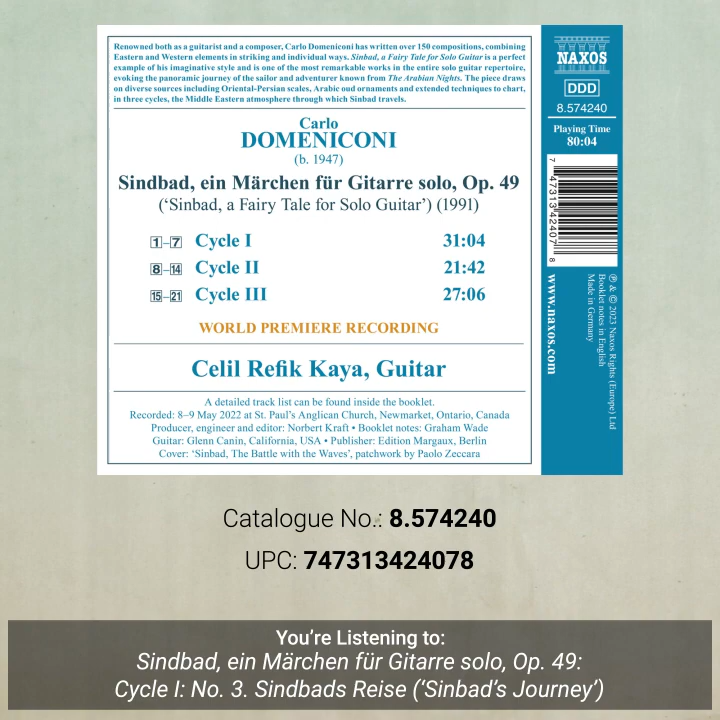 Renowned both as a guitarist and a composer, Carlo Domeniconi has written over 150 compositions, combining
Eastern and Western elements in striking and individual ways. Sinbad, a Fairy Tale for Solo Guitar is a perfect
example of his imaginative style and is one of the most remarkable works in the entire solo guitar repertoire,
evoking the panoramic journey of the sailor and adventurer known from The Arabian Nights. The piece draws
on diverse sources including Oriental-Persian scales, Arabic oud ornaments and extended techniques to chart,
in three cycles, the Middle Eastern atmosphere through which Sinbad travels.
Carlo
DOMENICONI
(b. 1947)
Sindbad, ein Märchen für Gitarre solo, Op. 49
(‘Sinbad, a Fairy Tale for Solo Guitar’) (1991)
1–7 Cycle I 31:04
8–14 Cycle II 21:42
15–21 Cycle III 27:06
WORLD PREMIERE RECORDING
Celil Refik Kaya, Guitar
A detailed track list can be found inside the booklet.
Recorded: 8–9 May 2022 at St. Paul’s Anglican Church, Newmarket, Ontario, Canada
Producer, engineer and editor: Norbert Kraft • Booklet notes: Graham Wade
Guitar: Glenn Canin, California, USA • Publisher: Edition Margaux, Berlin
Cover: ‘Sinbad, The Battle with the Waves’, patchwork by Paolo Zeccara
NAXOS
DDD
8.574240
Playing Time
80:04
7 47313 42407 8
℗ & © 2023 Naxos Rights (Europe) Ltd
Booklet notes in English
Made in Germany
www.naxos.com
Catalogue No.: 8.574240
UPC: 747313424078
You’re Listening to:
Sindbad, ein Märchen für Gitarre solo, Op. 49:
Cycle I: No. 3. Sindbads Reise (‘Sinbad’s Journey’)